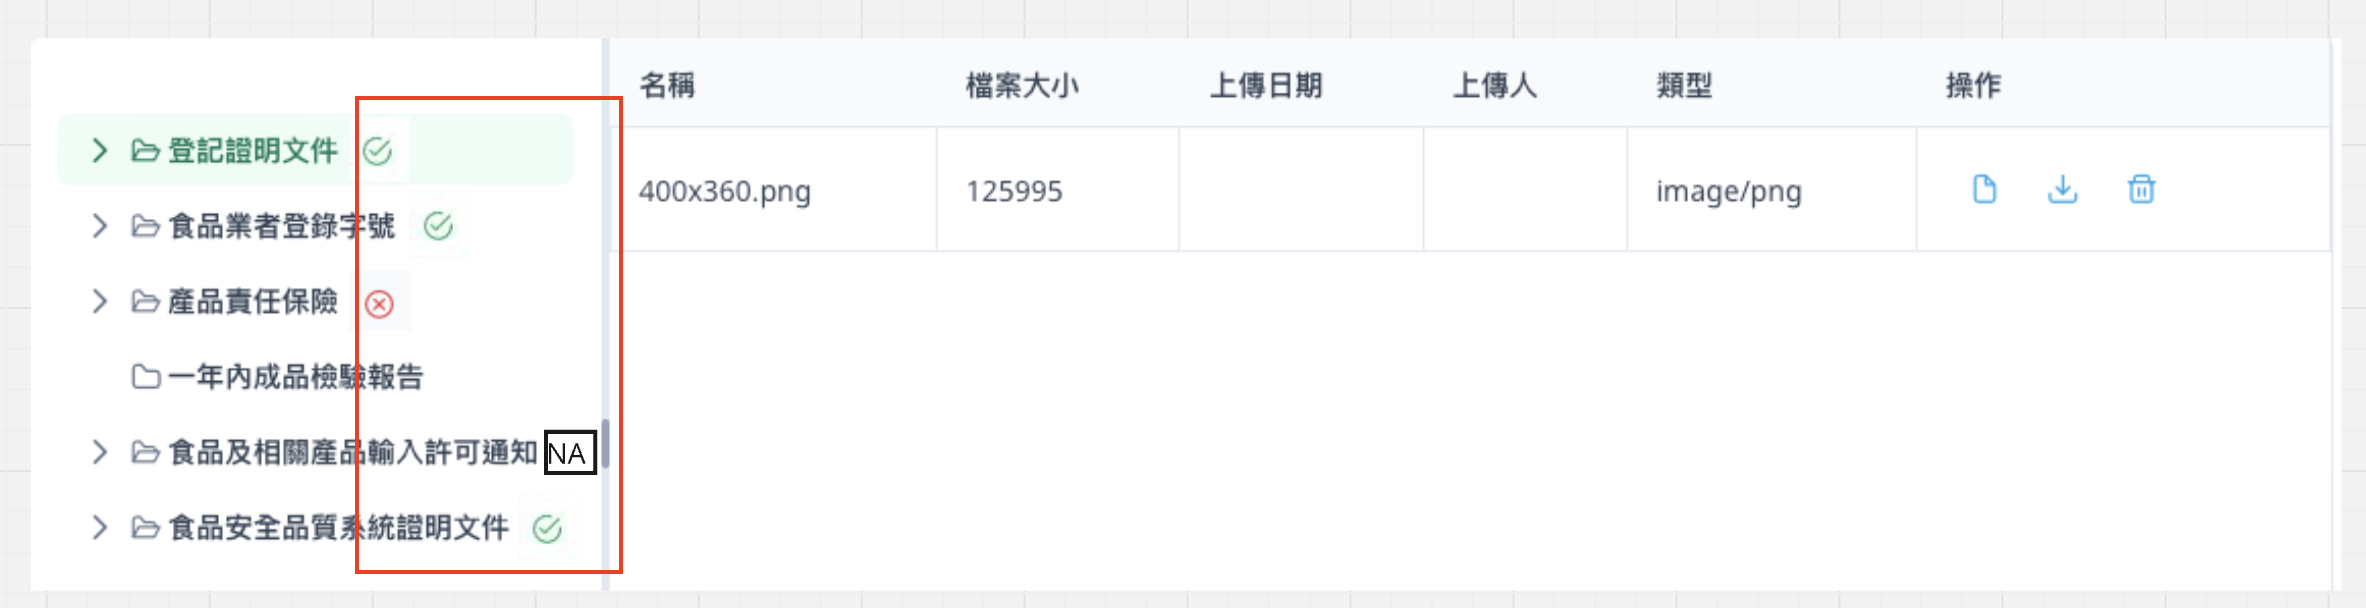 名稱 檔案大小 上傳日期 上傳人 類型 操作
登記證明文件
400x360.png 125995 image/png
食品業者登錄字號
產品責任保險
一年內成品檢驗報告
食品及相關產品輸入許可通知 NA
食品安全品質系統證明文件